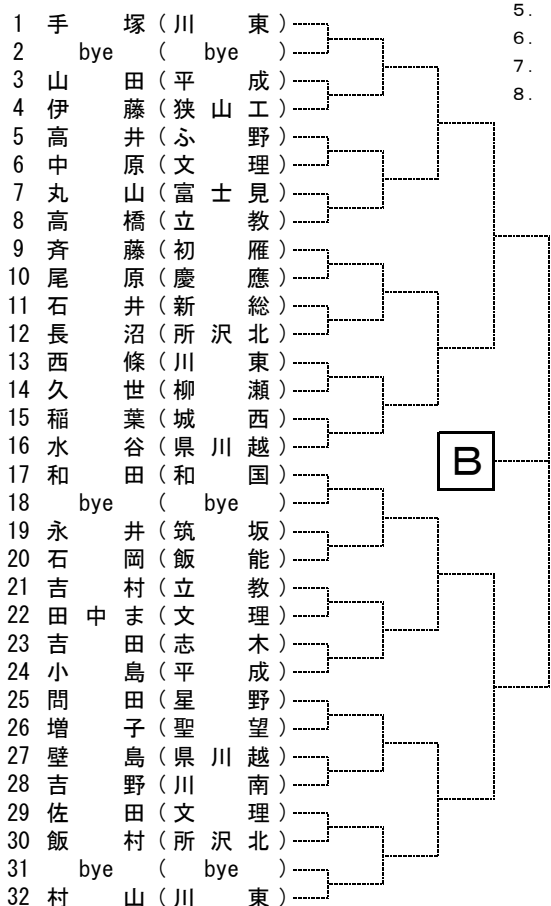 1 手塚(川東)
2 bye(bye)
3 山田(平成)
4 伊藤(狭山工)
5 高井(ふ野)
6 中原(文理)
7 丸山(富士見)
8 高橋(立教)
9 斉藤(初雁)
10 尾原(慶應)
11 石井(新総)
12 長沼(所沢北)
13 西條(川東)
14 久世(柳瀬)
15 稲葉(城西)
16 水谷(県川越)
17 和田(和国)
18 bye(bye)
19 永井(筑坂)
20 石岡(飯能)
21 吉村(立教)
22 田中ま(文理)
23 吉田(志木)
24 小島(平成)
25 問田(星野)
26 増子(聖望)
27 壁島(県川越)
28 吉野(川南)
29 佐田(文理)
30 飯村(所沢北)
31 bye(bye)
32 村山(川東)
B
5.
6.
7.
8.